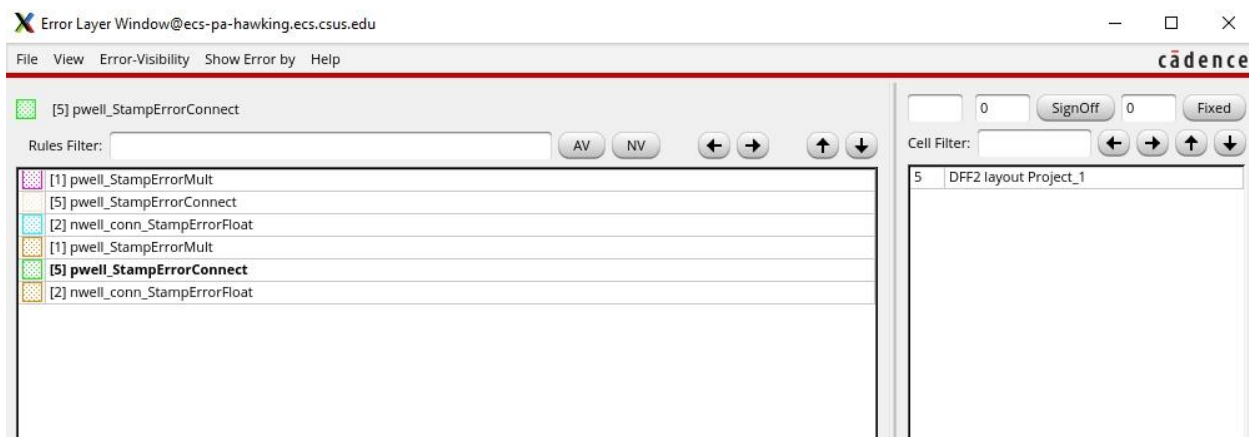 Error Layer Window@ecs-pa-hawking.ecs.csus.edu
File View Error-Visibility Show Error by Help
cādence
[5] pwell_StampErrorConnect
0 SignOff 0 Fixed
Rules Filter: AV NV
Cell Filter:
[1] pwell_StampErrorMult
[5] pwell_StampErrorConnect
[2] nwell_conn_StampErrorFloat
[1] pwell_StampErrorMult
[5] pwell_StampErrorConnect
[2] nwell_conn_StampErrorFloat
5 DFF2 layout Project_1